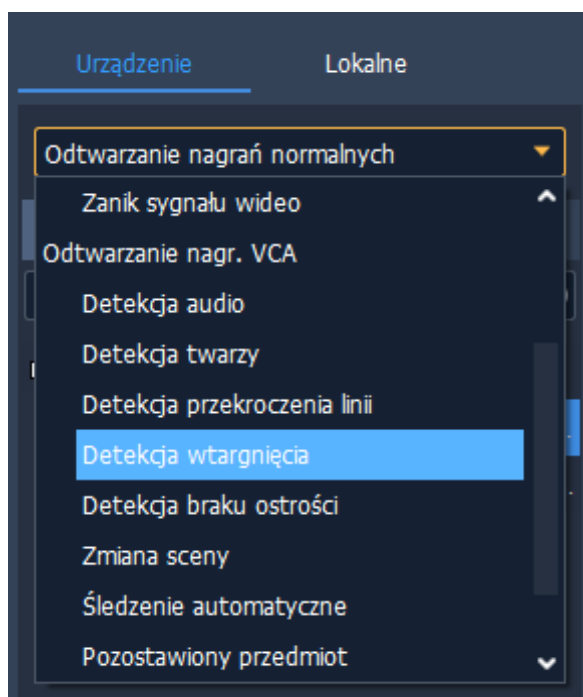 Urządzenie Lokalne
Odtwarzanie nagrań normalnych
Zanik sygnału wideo
Odtwarzanie nagr. VCA
Detekcja audio
Detekcja twarzy
Detekcja przekroczenia linii
Detekcja wtargnięcia
Detekcja braku ostrości
Zmiana sceny
Śledzenie automatyczne
Pozostawiony przedmiot